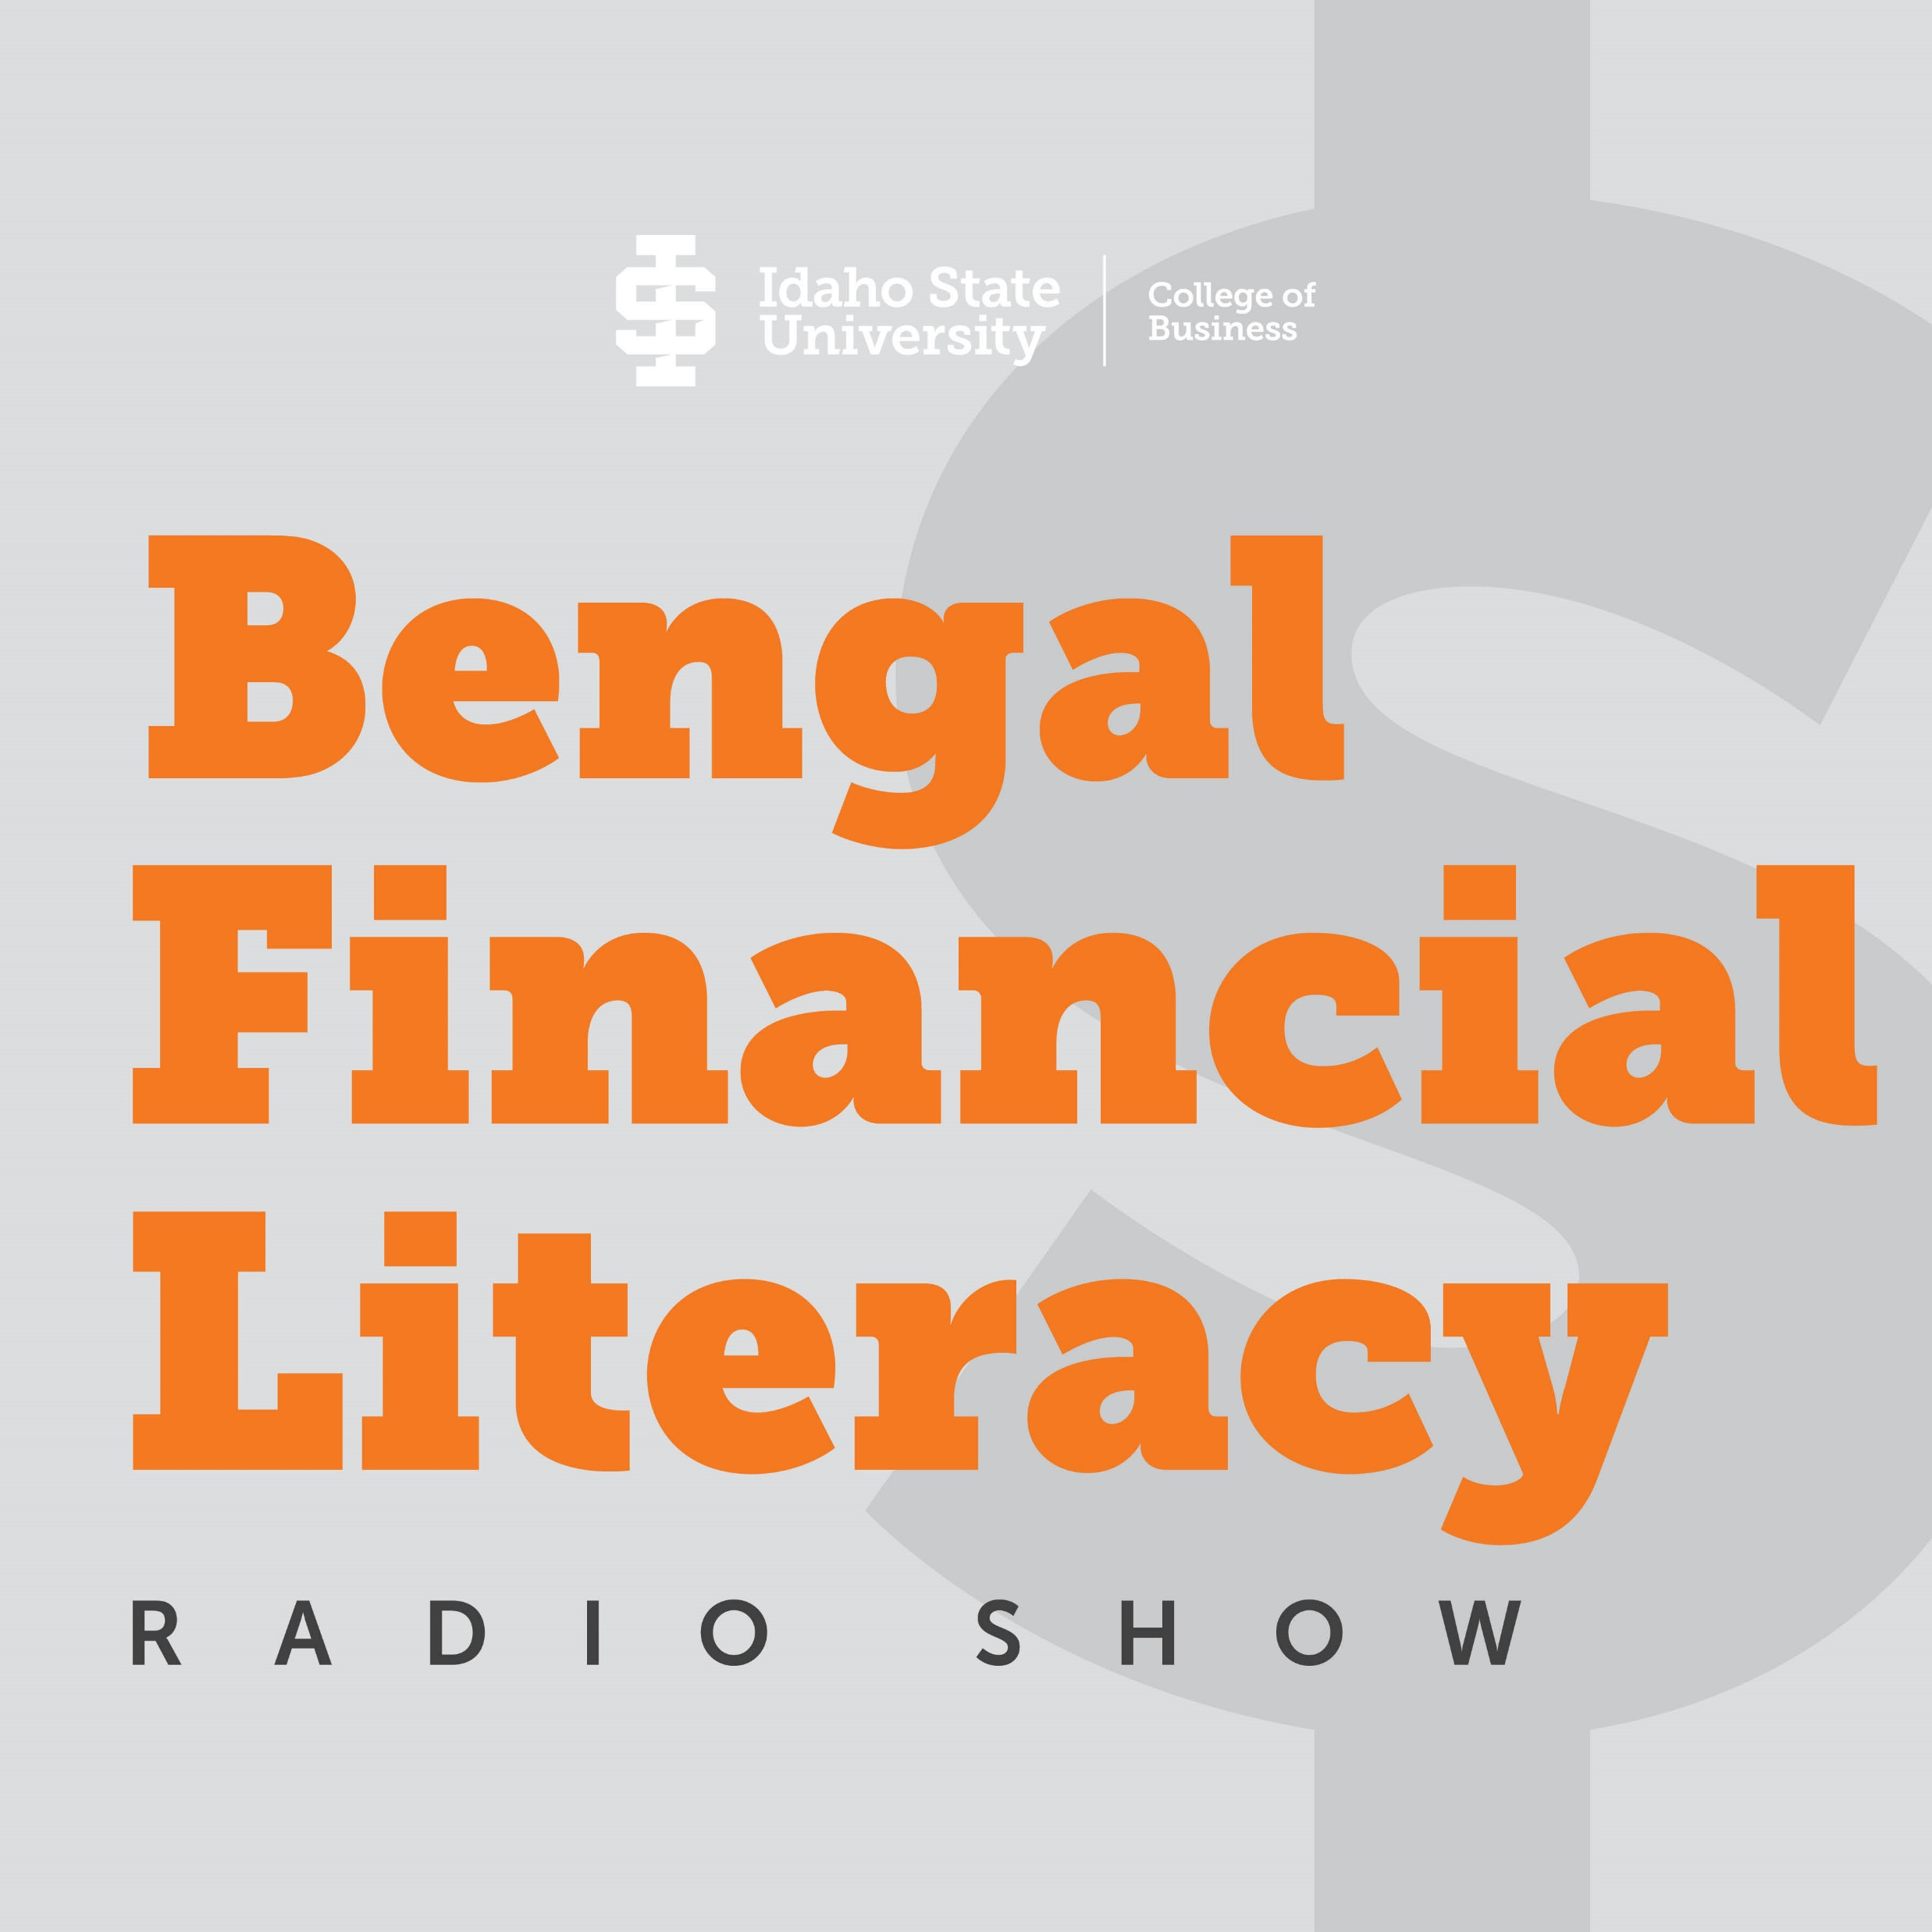 Idaho State
University
College of
Business
Bengal
Financial
Literacy
RADIO SHOW